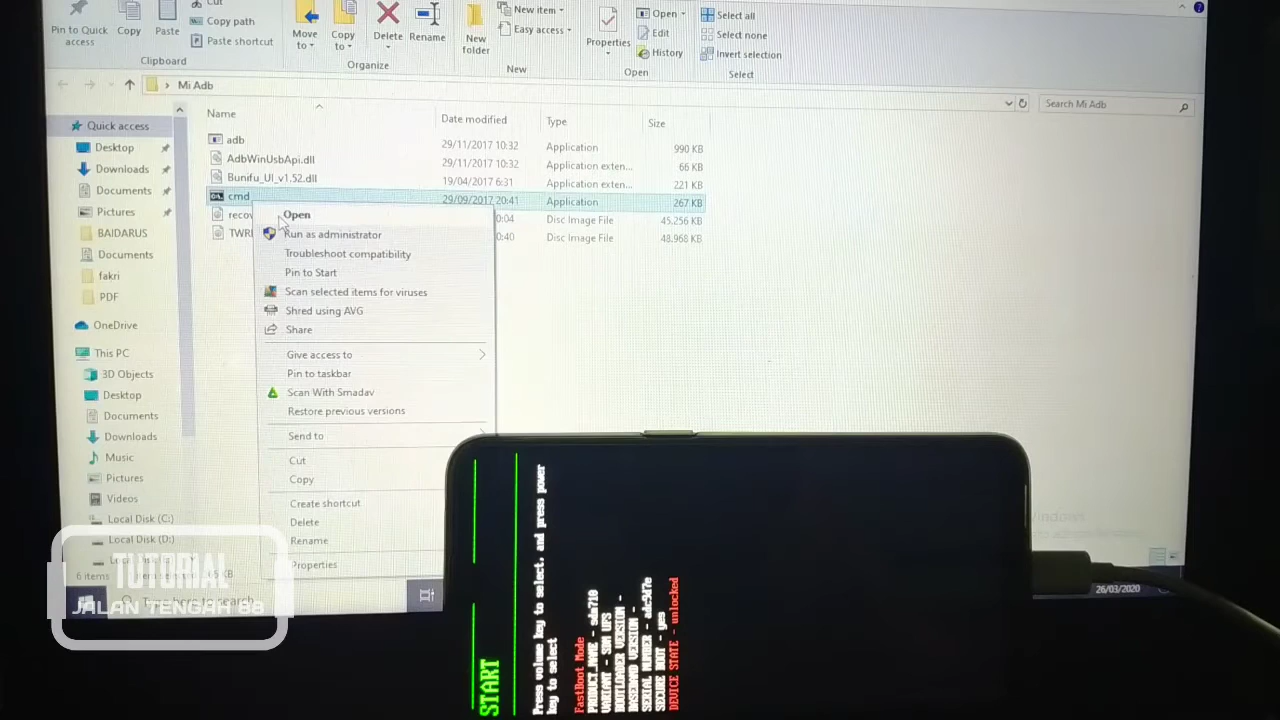 Cut
Pin to Quick access
Copy
Paste
Copy path
Paste shortcut
Clipboard
Move to
Copy to
Delete
Rename
Organize
New folder
New item
Easy access
New
Properties
Open
Edit
History
Open
Select all
Select none
Invert selection
Select
Mi Adb
Search Mi Adb
Quick access
Desktop
Downloads
Documents
Pictures
BAIDARUS
Documents
fakri
PDF
OneDrive
This PC
3D Objects
Desktop
Documents
Downloads
Music
Pictures
Videos
Local Disk (C:)
Local Disk (D:)
6 items
Name Date modified Type Size
adb 29/11/2017 10:32 Application 990 KB
AdbWinUsbApi.dll 29/11/2017 10:32 Application exten... 66 KB
Bunifu_UI_v1.52.dll 19/04/2017 6:31 Application exten... 221 KB
cmd 29/09/2017 20:41 Application 267 KB
recov 0:04 Disc Image File 45.256 KB
TWR 0:40 Disc Image File 48.968 KB
Open
Run as administrator
Troubleshoot compatibility
Pin to Start
Scan selected items for viruses
Shred using AVG
Share
Give access to
Pin to taskbar
Scan With Smadav
Restore previous versions
Send to
Cut
Copy
Create shortcut
Delete
Rename
Properties
26/03/2020
START
Press volume key to select, and press power
key to select
FastBoot Mode
PRODUCT_NAME - sdm710
VARIANT - SDM UFS
BOOTLOADER VERSION -
BASEBAND VERSION -
SERIAL NUMBER -
SECURE BOOT - yes
DEVICE STATE - unlocked
TUTORIAL
JALAN TENGAH 88